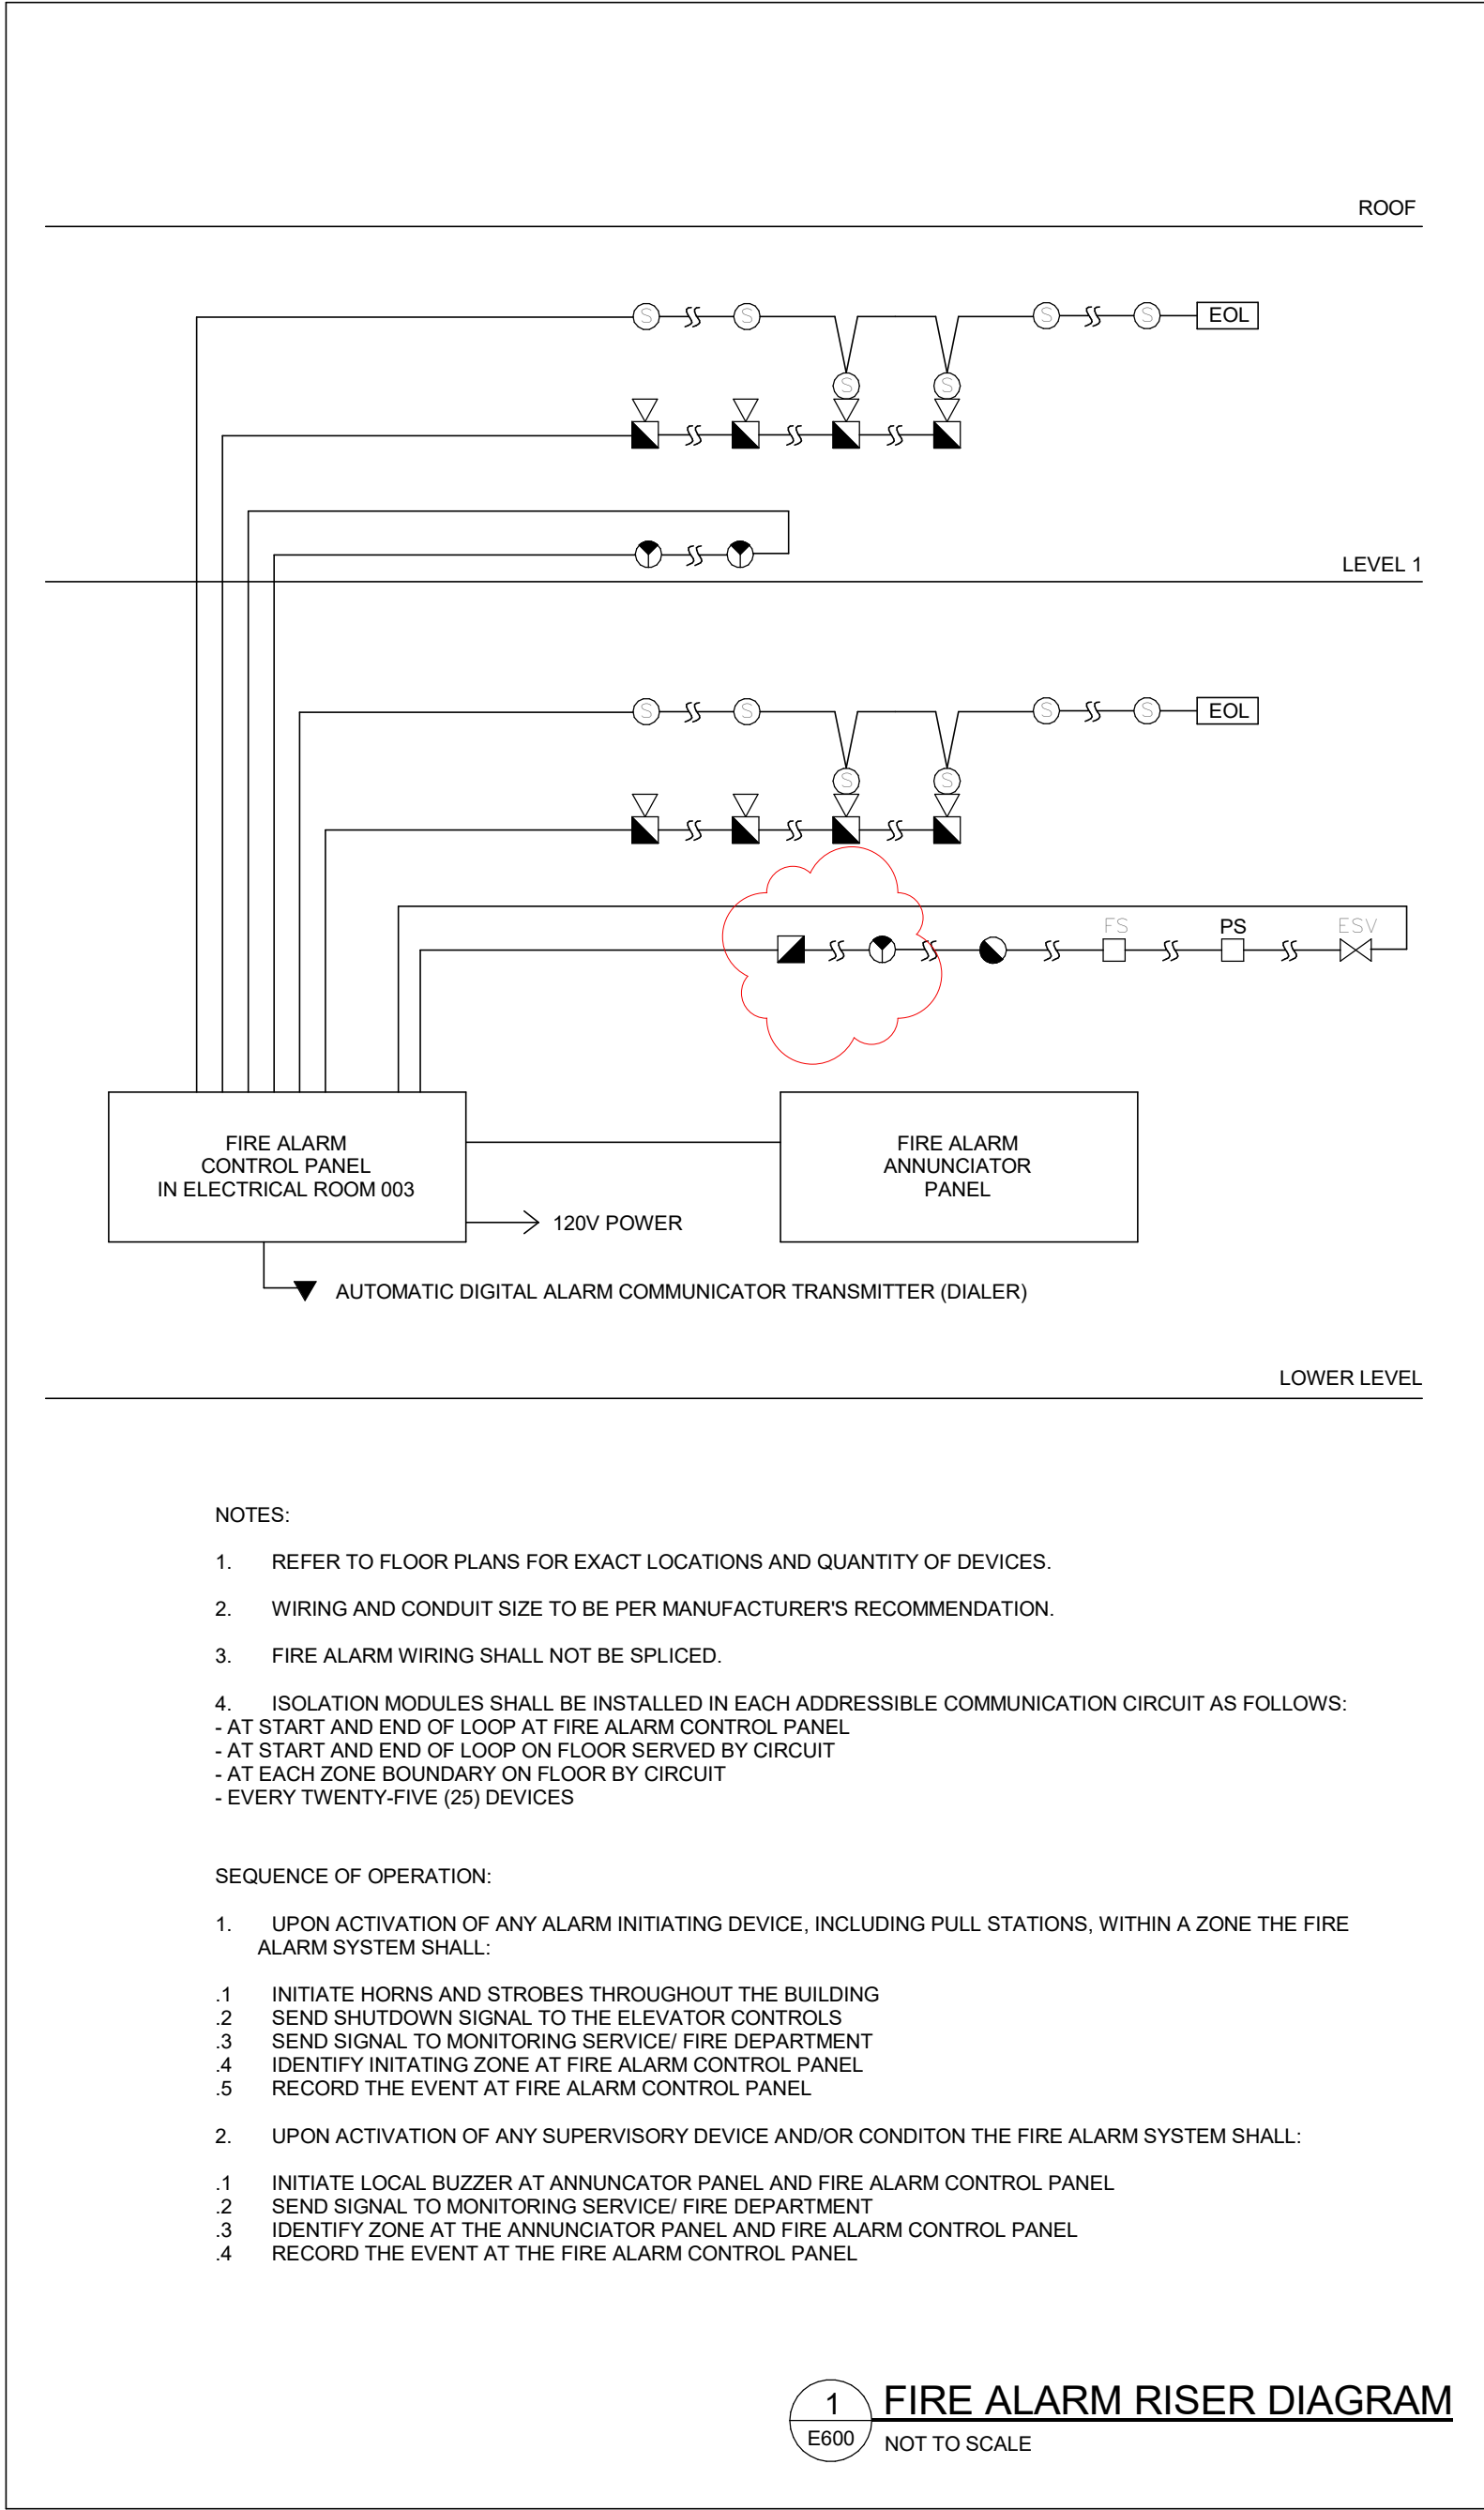 ROOF
S S S S EOL
S S
LEVEL 1
S S S S EOL
S S
FS PS ESV
FIRE ALARM
CONTROL PANEL
IN ELECTRICAL ROOM 003
FIRE ALARM
ANNUNCIATOR
PANEL
120V POWER
AUTOMATIC DIGITAL ALARM COMMUNICATOR TRANSMITTER (DIALER)
LOWER LEVEL
NOTES:
1. REFER TO FLOOR PLANS FOR EXACT LOCATIONS AND QUANTITY OF DEVICES.
2. WIRING AND CONDUIT SIZE TO BE PER MANUFACTURER'S RECOMMENDATION.
3. FIRE ALARM WIRING SHALL NOT BE SPLICED.
4. ISOLATION MODULES SHALL BE INSTALLED IN EACH ADDRESSIBLE COMMUNICATION CIRCUIT AS FOLLOWS:
- AT START AND END OF LOOP AT FIRE ALARM CONTROL PANEL
- AT START AND END OF LOOP ON FLOOR SERVED BY CIRCUIT
- AT EACH ZONE BOUNDARY ON FLOOR BY CIRCUIT
- EVERY TWENTY-FIVE (25) DEVICES
SEQUENCE OF OPERATION:
1. UPON ACTIVATION OF ANY ALARM INITIATING DEVICE, INCLUDING PULL STATIONS, WITHIN A ZONE THE FIRE
ALARM SYSTEM SHALL:
.1 INITIATE HORNS AND STROBES THROUGHOUT THE BUILDING
.2 SEND SHUTDOWN SIGNAL TO THE ELEVATOR CONTROLS
.3 SEND SIGNAL TO MONITORING SERVICE/ FIRE DEPARTMENT
.4 IDENTIFY INITATING ZONE AT FIRE ALARM CONTROL PANEL
.5 RECORD THE EVENT AT FIRE ALARM CONTROL PANEL
2. UPON ACTIVATION OF ANY SUPERVISORY DEVICE AND/OR CONDITON THE FIRE ALARM SYSTEM SHALL:
.1 INITIATE LOCAL BUZZER AT ANNUNCATOR PANEL AND FIRE ALARM CONTROL PANEL
.2 SEND SIGNAL TO MONITORING SERVICE/ FIRE DEPARTMENT
.3 IDENTIFY ZONE AT THE ANNUNCIATOR PANEL AND FIRE ALARM CONTROL PANEL
.4 RECORD THE EVENT AT THE FIRE ALARM CONTROL PANEL
1 FIRE ALARM RISER DIAGRAM
E600 NOT TO SCALE